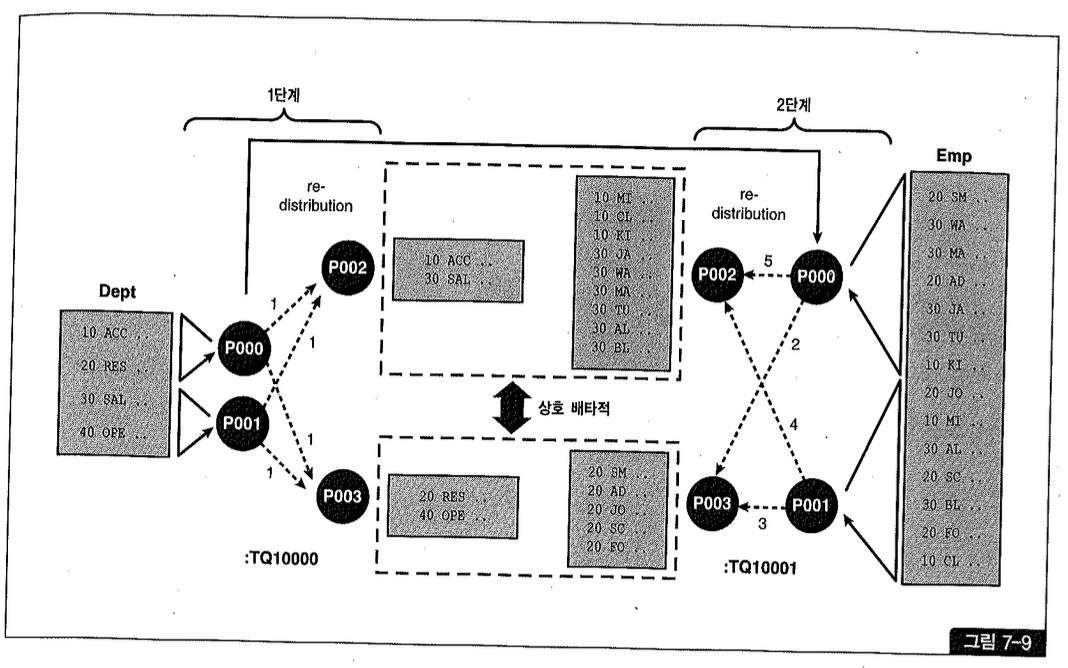 1단계
2단계
re-
distribution
re-
distribution
Dept
10 ACC ..
20 RES ..
30 SAL ..
40 OPE ..
P000
P001
1
1
1
1
P002
P003
:TQ10000
10 ACC ..
30 SAL ..
10 MI ..
10 CL ..
10 KI ..
30 JA ..
30 WA ..
30 MA ..
30 TU ..
30 AL ..
30 BL ..
상호 배타적
20 RES ..
40 OPE ..
20 SM ..
20 AD ..
20 JO ..
20 SC ..
20 FO ..
P002
5
P000
2
4
P003
3
P001
:TQ10001
Emp
20 SM ..
30 WA ..
30 MA ..
20 AD ..
30 JA ..
30 TU ..
10 KI ..
20 JO ..
10 MI ..
30 AL ..
20 SC ..
30 BL ..
20 FO ..
10 CL ..
그림 7-9